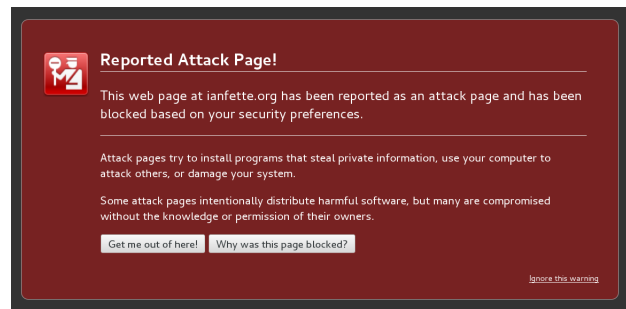 Reported Attack Page!
This web page at ianfette.org has been reported as an attack page and has been
blocked based on your security preferences.
Attack pages try to install programs that steal private information, use your computer to
attack others, or damage your system.
Some attack pages intentionally distribute harmful software, but many are compromised
without the knowledge or permission of their owners.
Get me out of here! Why was this page blocked?
Ignore this warning